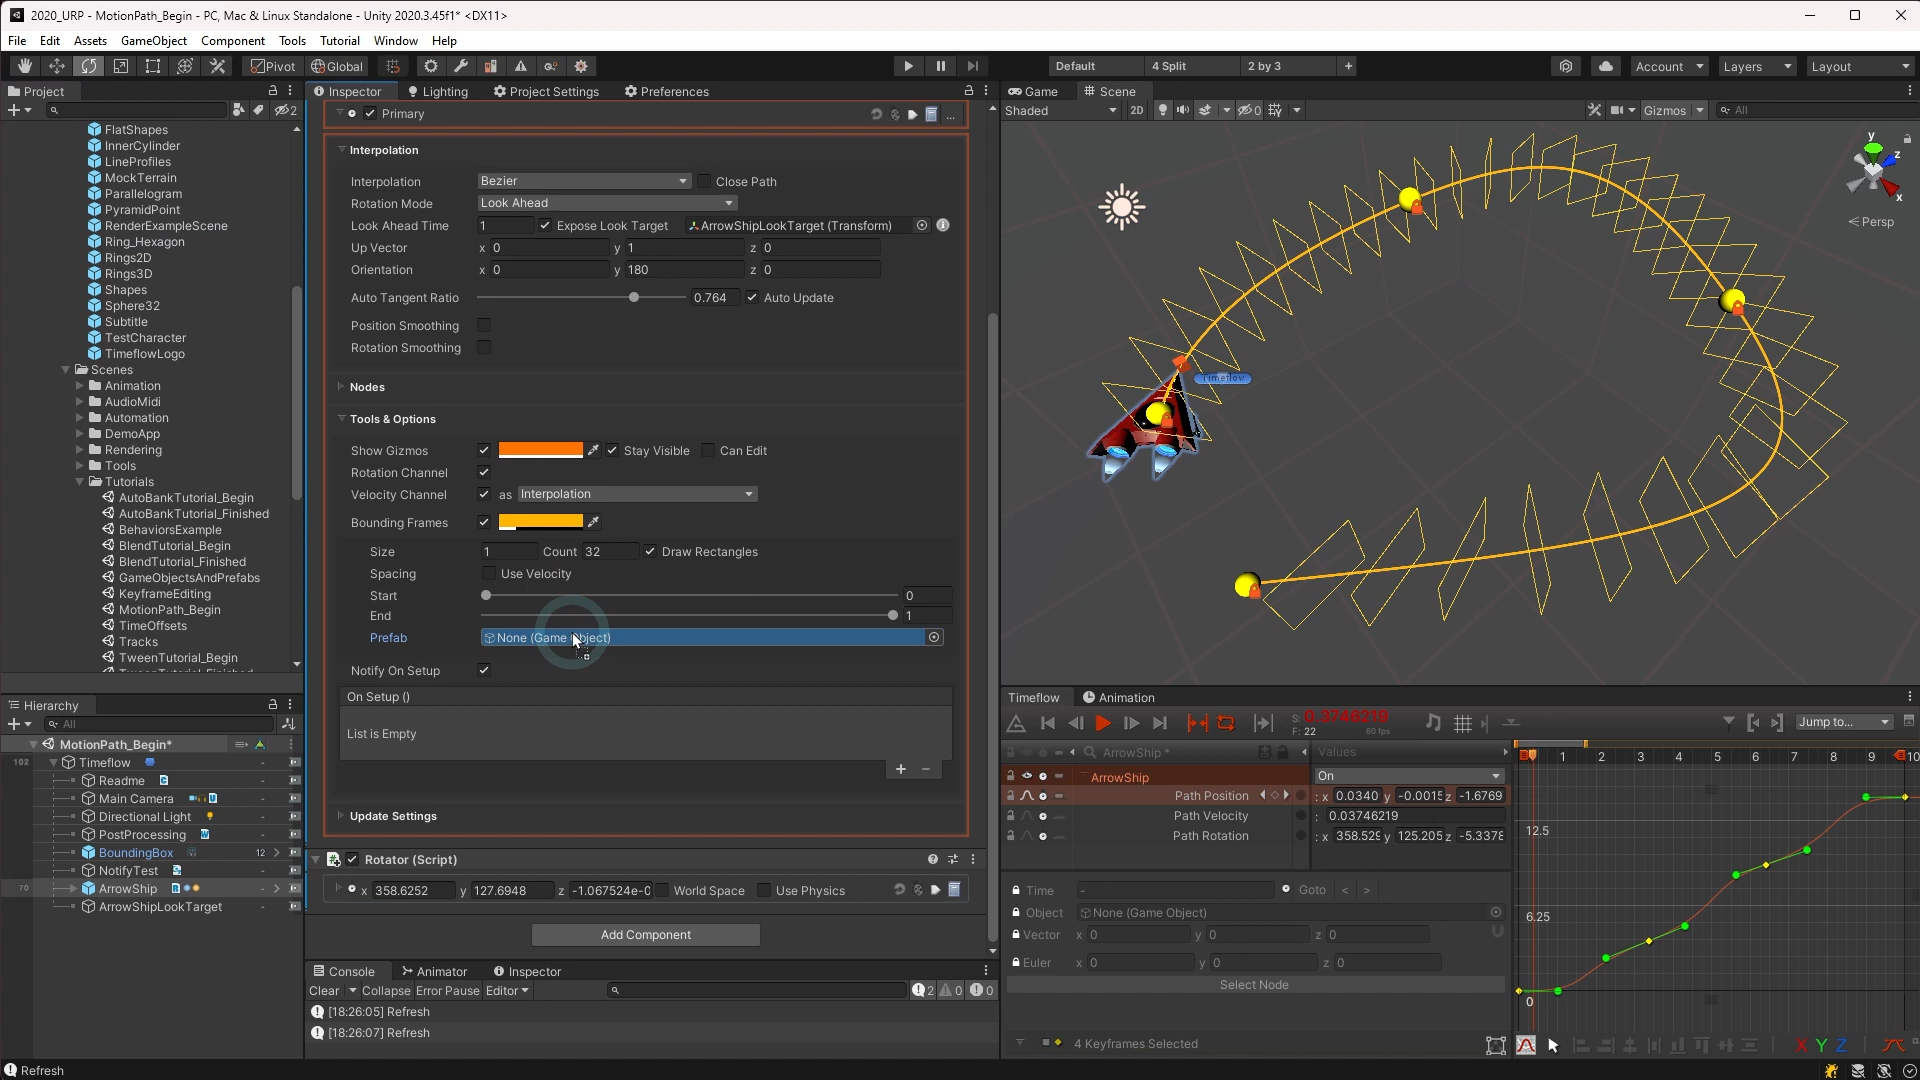 2020_URP - MotionPath_Begin - PC, Mac & Linux Standalone - Unity 2020.3.45f1* <DX11>
File Edit Assets GameObject Component Tools Tutorial Window Help
Pivot Global Default 4 Split 2 by 3 + Account Layers Layout
Project
2
FlatShapes
InnerCylinder
LineProfiles
MockTerrain
Parallelogram
PyramidPoint
RenderExampleScene
Ring_Hexagon
Rings2D
Rings3D
Shapes
Sphere32
Subtitle
TestCharacter
TimeflowLogo
Scenes
Animation
AudioMidi
Automation
DemoApp
Rendering
Tools
Tutorials
AutoBankTutorial_Begin
AutoBankTutorial_Finished
BehaviorsExample
BlendTutorial_Begin
BlendTutorial_Finished
GameObjectsAndPrefabs
KeyframeEditing
MotionPath_Begin
TimeOffsets
Tracks
TweenTutorial_Begin
Hierarchy
All
MotionPath_Begin*
102 Timeflow
Readme
Main Camera
Directional Light
PostProcessing
BoundingBox 12
NotifyTest
70 ArrowShip
ArrowShipLookTarget
Inspector Lighting Project Settings Preferences
Primary
Interpolation
Interpolation Bezier Close Path
Rotation Mode Look Ahead
Look Ahead Time 1 Expose Look Target ArrowShipLookTarget (Transform)
Up Vector x 0 y 1 z 0
Orientation x 0 y 180 z 0
Auto Tangent Ratio 0.764 Auto Update
Position Smoothing
Rotation Smoothing
Nodes
Tools & Options
Show Gizmos Stay Visible Can Edit
Rotation Channel
Velocity Channel as Interpolation
Bounding Frames
Size 1 Count 32 Draw Rectangles
Spacing Use Velocity
Start 0
End 1
Prefab None (Game Object)
Notify On Setup
On Setup ()
List is Empty
+ -
Update Settings
Rotator (Script)
x 358.6252 y 127.6948 z -1.067524e-0 World Space Use Physics
Add Component
Console Animator Inspector
Clear Collapse Error Pause Editor 2 0 0
[18:26:05] Refresh
[18:26:07] Refresh
Refresh
Game Scene
Shaded 2D 0 Gizmos All
y z x
Persp
Timeflow
Timeflow Animation
S: 0.3746219
F: 22 60 fps
Jump to...
ArrowShip * Values
ArrowShip On
Path Position : x 0.0340 y -0.0015 z -1.6769
Path Velocity : 0.03746219
Path Rotation : x 358.529 y 125.205 z -5.3378
Time - Goto < >
Object None (Game Object)
Vector x 0 y 0 z 0
Euler x 0 y 0 z 0
Select Node
4 Keyframes Selected
1 2 3 4 5 6 7 8 9 10
12.5
6.25
0
X Y Z